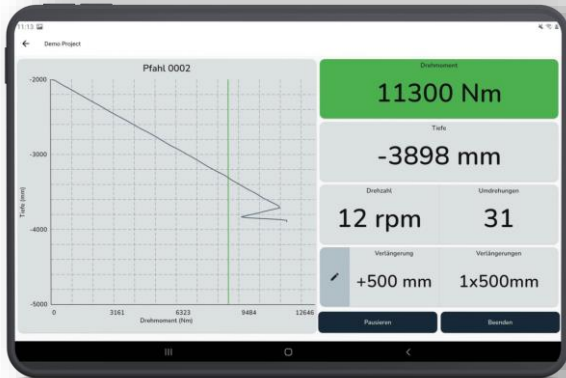 11:13
Demo Project
Pfahl 0002
-2000
-3000
-4000
-5000
Tiefe (mm)
0
3161
6323
9484
12646
Drehmoment (Nm)
Drehmoment
11300 Nm
Tiefe
-3898 mm
Drehzahl
12 rpm
Umdrehungen
31
Verlängerung
+500 mm
Verlängerungen
1x500mm
Pausieren
Beenden